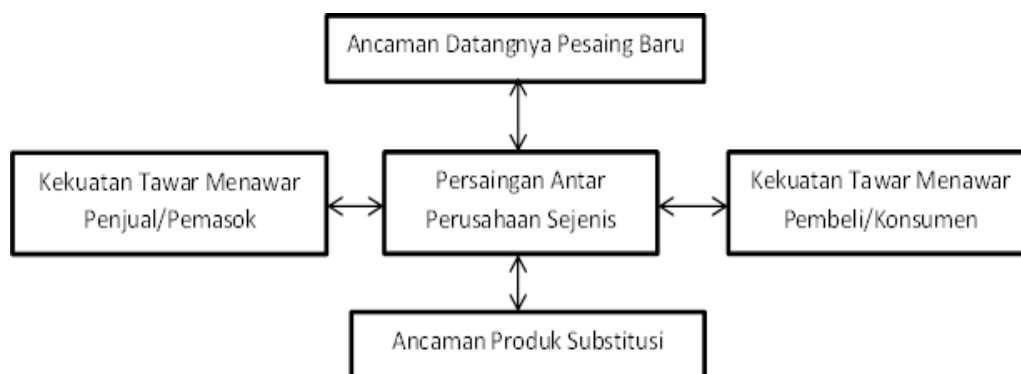 Ancaman Datangnya Pesaing Baru
Kekuatan Tawar Menawar
Penjual/Pemasok
Persaingan Antar
Perusahaan Sejenis
Kekuatan Tawar Menawar
Pembeli/Konsumen
Ancaman Produk Substitusi